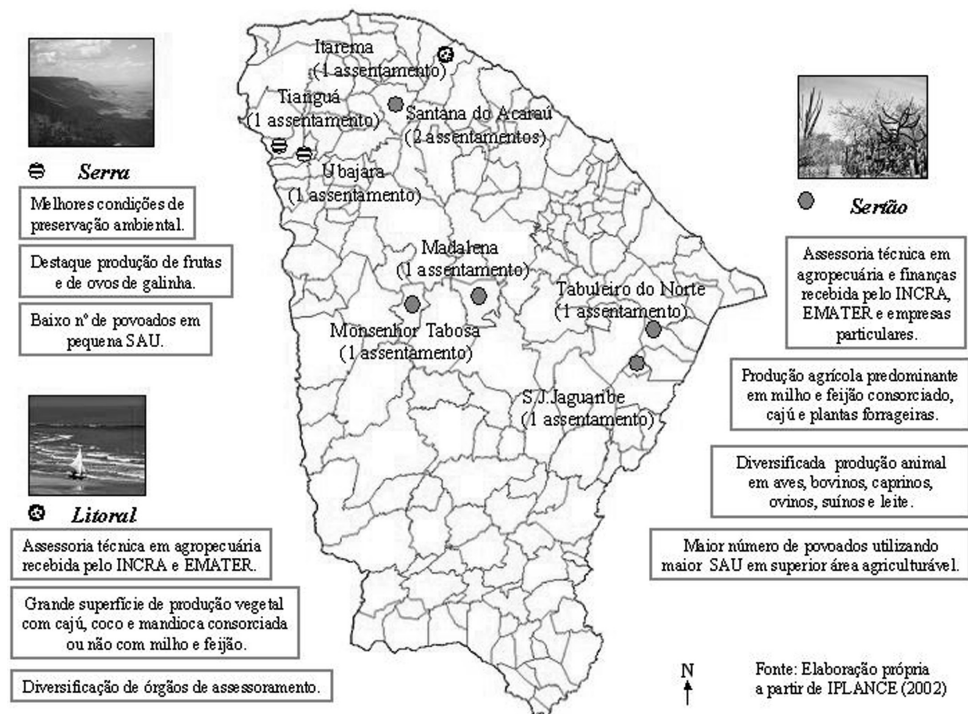 Itarema
(1 assentamento)
Tianguá
(1 assentamento)
Santana do Acaraú
(2 assentamentos)
Ubajara
(1 assentamento)
Madalena
(1 assentamento)
Tabuleiro do Norte
(1 assentamento)
Monsenhor Tabosa
(1 assentamento)
S.J.Jaguaribe
(1 assentamento)
Serra
Melhores condições de
preservação ambiental.
Destaque produção de frutas
e de ovos de galinha.
Baixo nº de povoados em
pequena SAU.
Litoral
Assessoria técnica em agropecuária
recebida pelo INCRA e EMATER.
Grande superfície de produção vegetal
com cajú, coco e mandioca consorciada
ou não com milho e feijão.
Diversificação de órgãos de assessoramento.
Sertão
Assessoria técnica em
agropecuária e finanças
recebida pelo INCRA,
EMATER e empresas
particulares.
Produção agrícola predominante
em milho e feijão consorciado,
cajú e plantas forrageiras.
Diversificada produção animal
em aves, bovinos, caprinos,
ovinos, suínos e leite.
Maior número de povoados utilizando
maior SAU em superior área agriculturável.
N
Fonte: Elaboração própria
a partir de IPLANCE (2002)